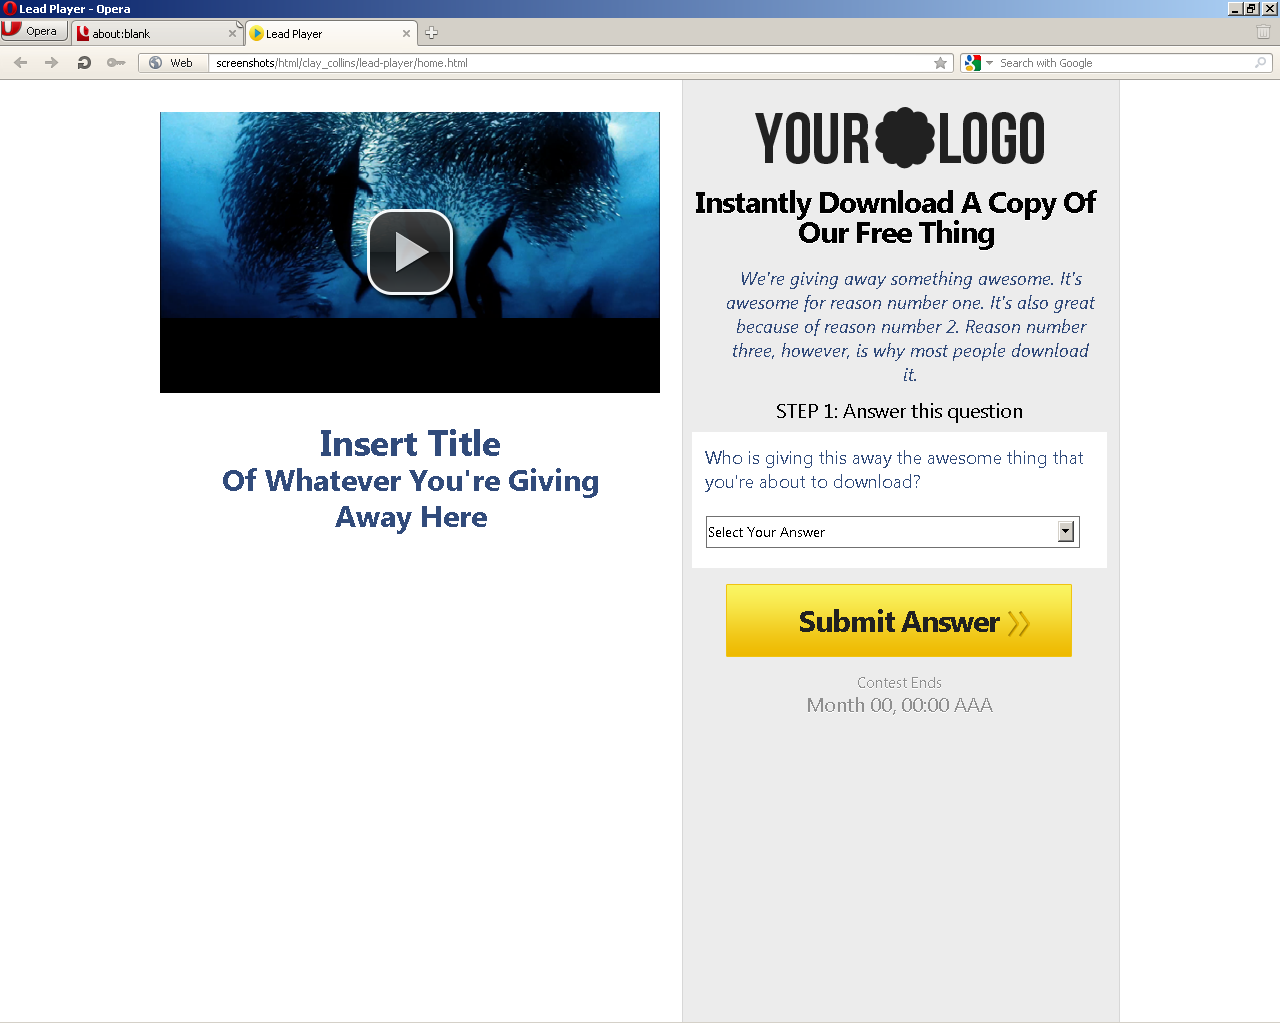 Lead Player - Opera
Opera
about:blank
Lead Player
Web
screenshots/html/clay_collins/lead-player/home.html
Search with Google
YOUR LOGO
Instantly Download A Copy Of
Our Free Thing
We're giving away something awesome. It's
awesome for reason number one. It's also great
because of reason number 2. Reason number
three, however, is why most people download
it.
STEP 1: Answer this question
Who is giving this away the awesome thing that
you're about to download?
Select Your Answer
Submit Answer
Contest Ends
Month 00, 00:00 AAA
Insert Title
Of Whatever You're Giving
Away Here